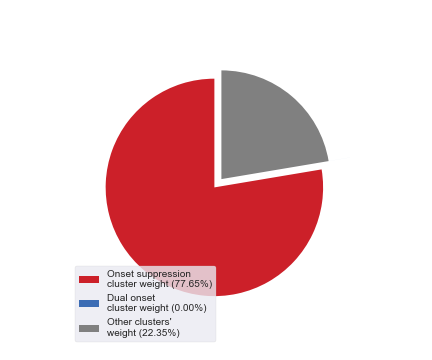 Onset suppression
cluster weight (77.65%)
Dual onset
cluster weight (0.00%)
Other clusters'
weight (22.35%)